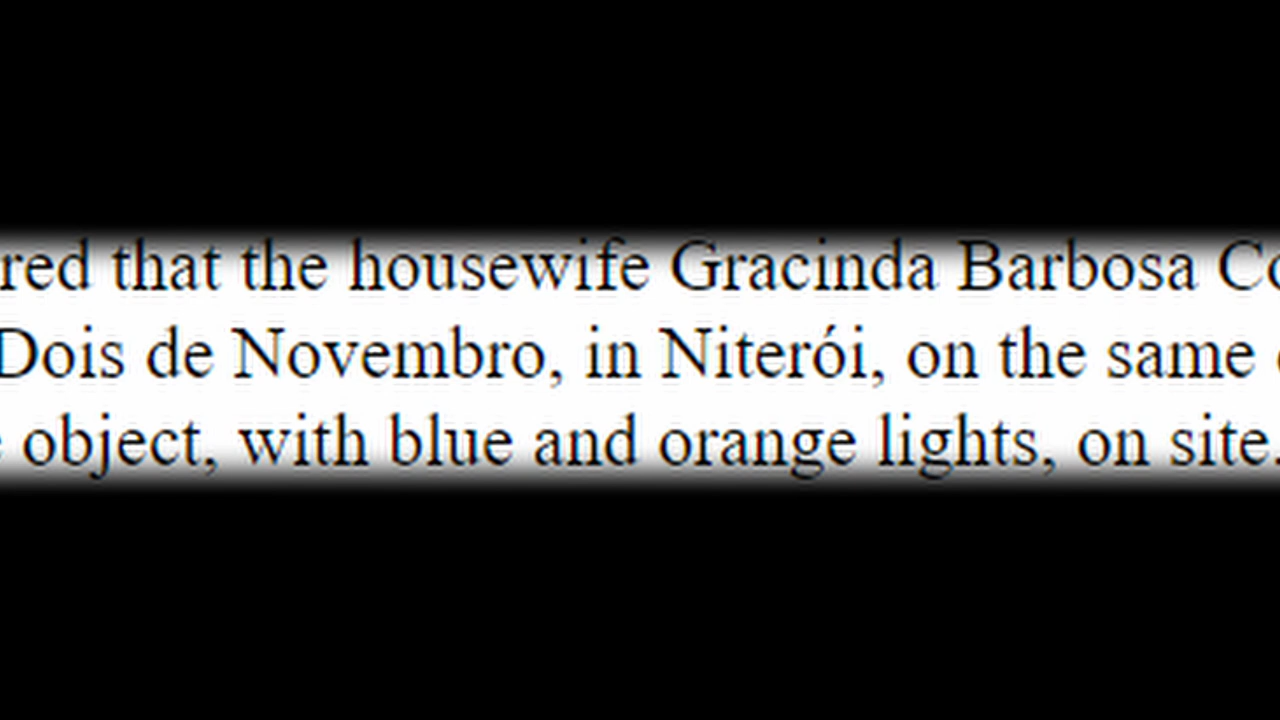 red that the housewife Gracinda Barbosa Co
Dois de Novembro, in Niterói, on the same
object, with blue and orange lights, on site.